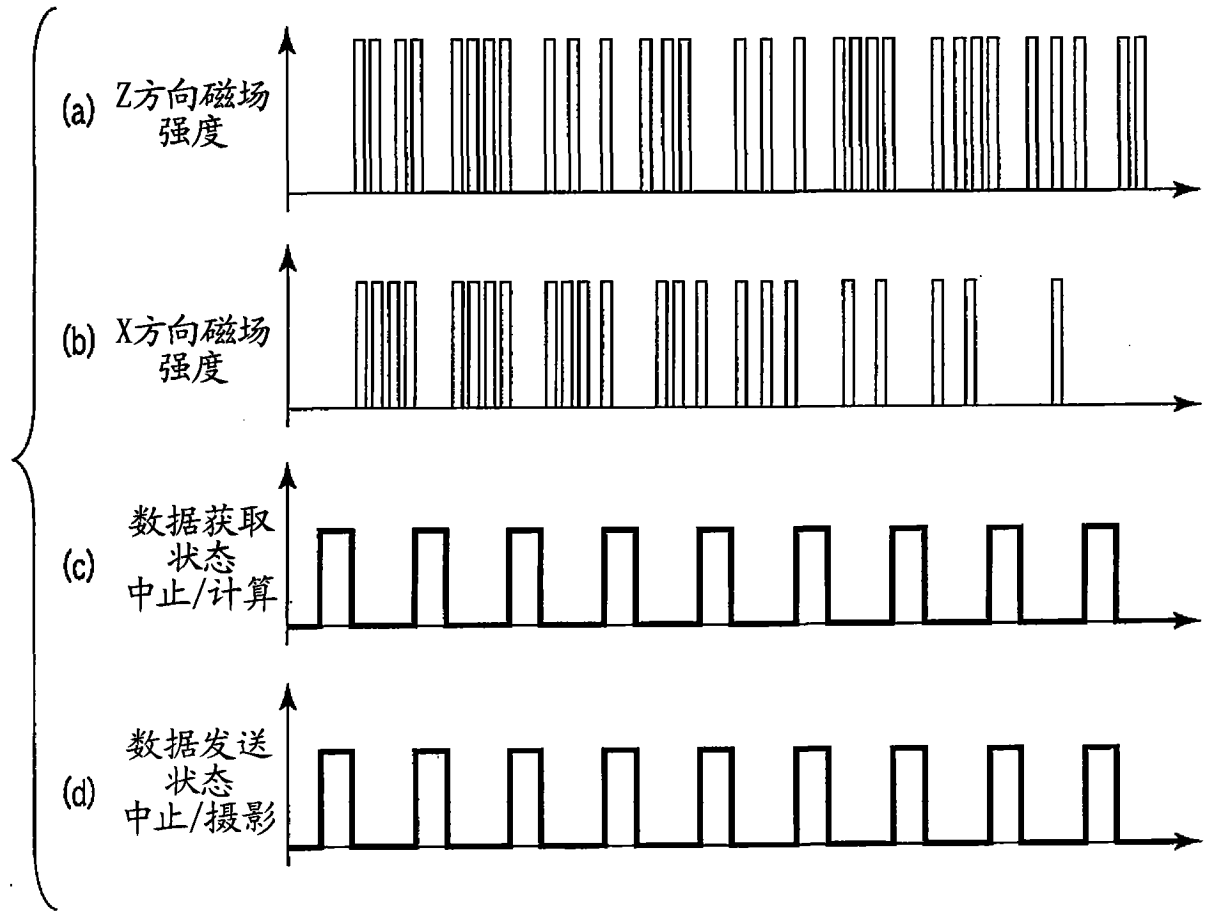 (a) Z方向磁场
强度
(b) X方向磁场
强度
数据获取
状态
(c)
中止/计算
数据发送
状态
(d)
中止/摄影